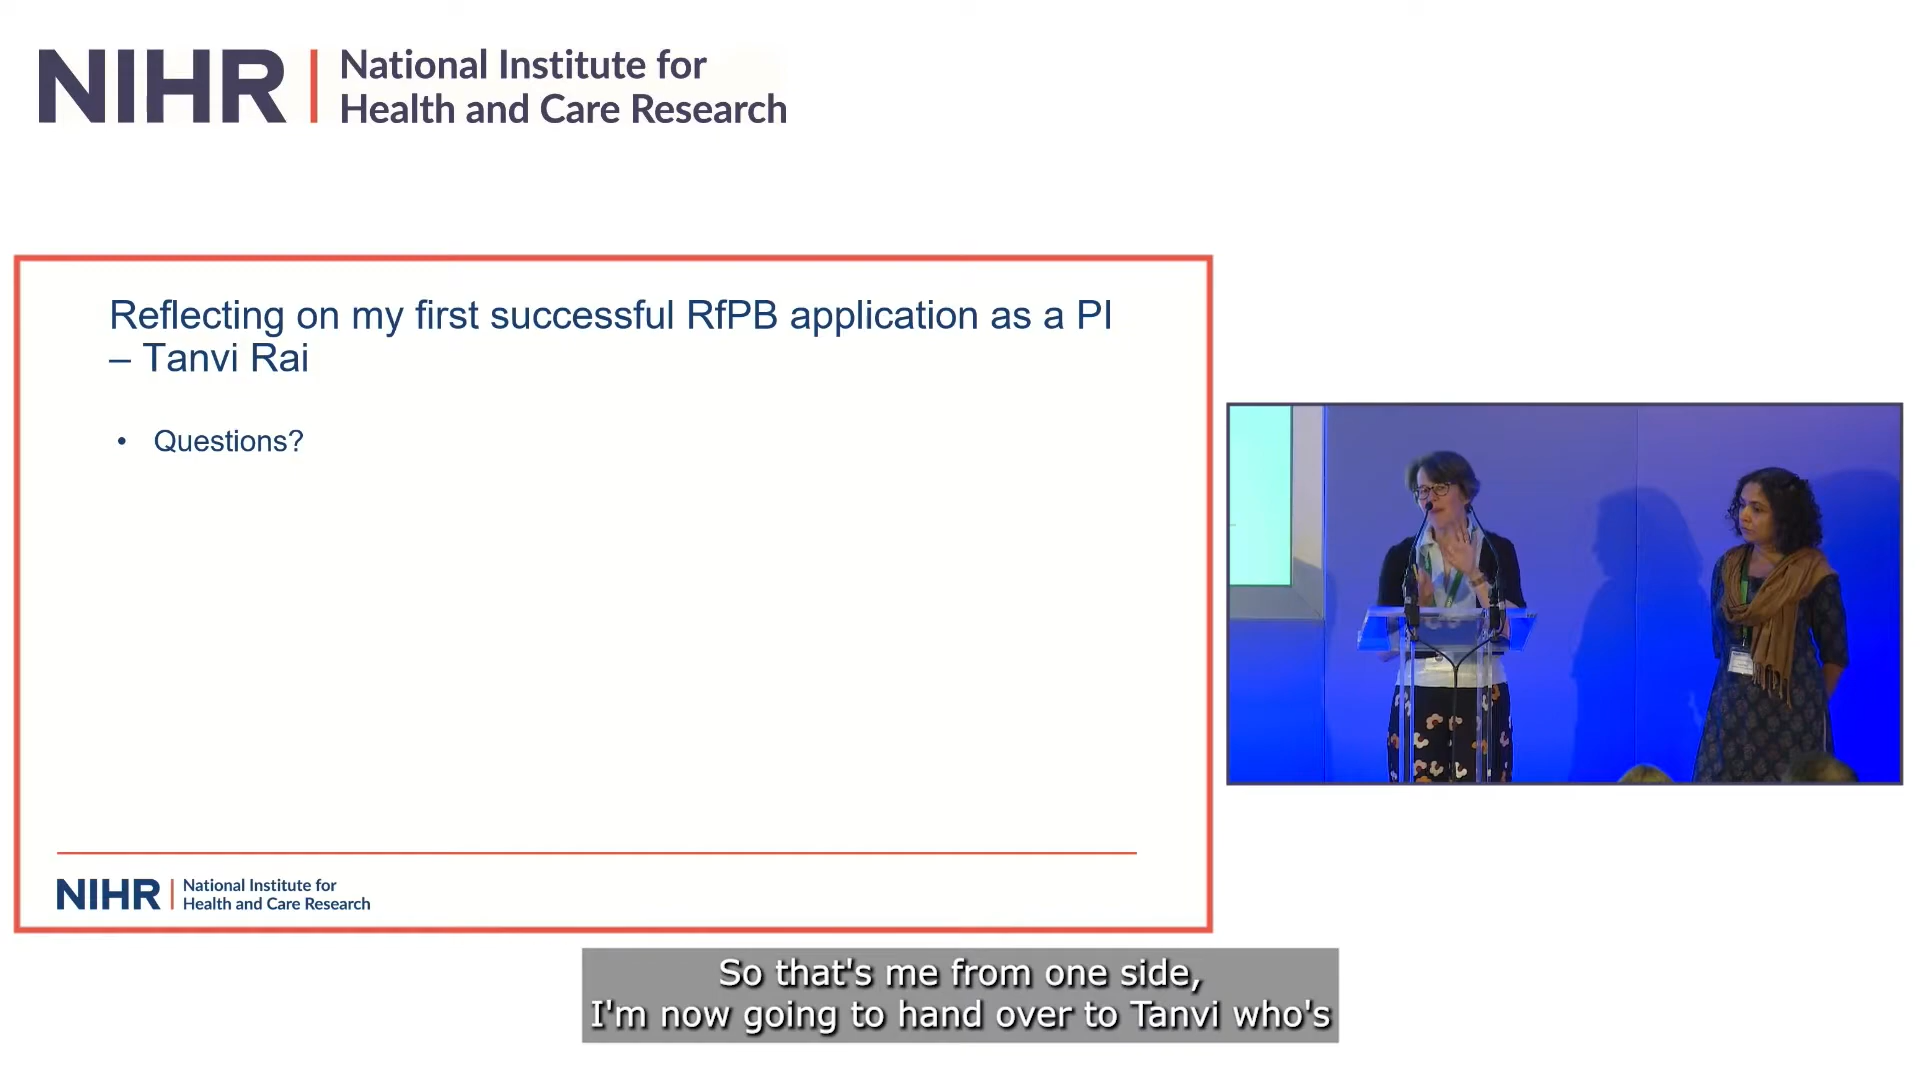 NIHR
National Institute for
Health and Care Research
Reflecting on my first successful RfPB application as a PI
– Tanvi Rai
• Questions?
NIHR
National Institute for
Health and Care Research
So that's me from one side,
I'm now going to hand over to Tanvi who's